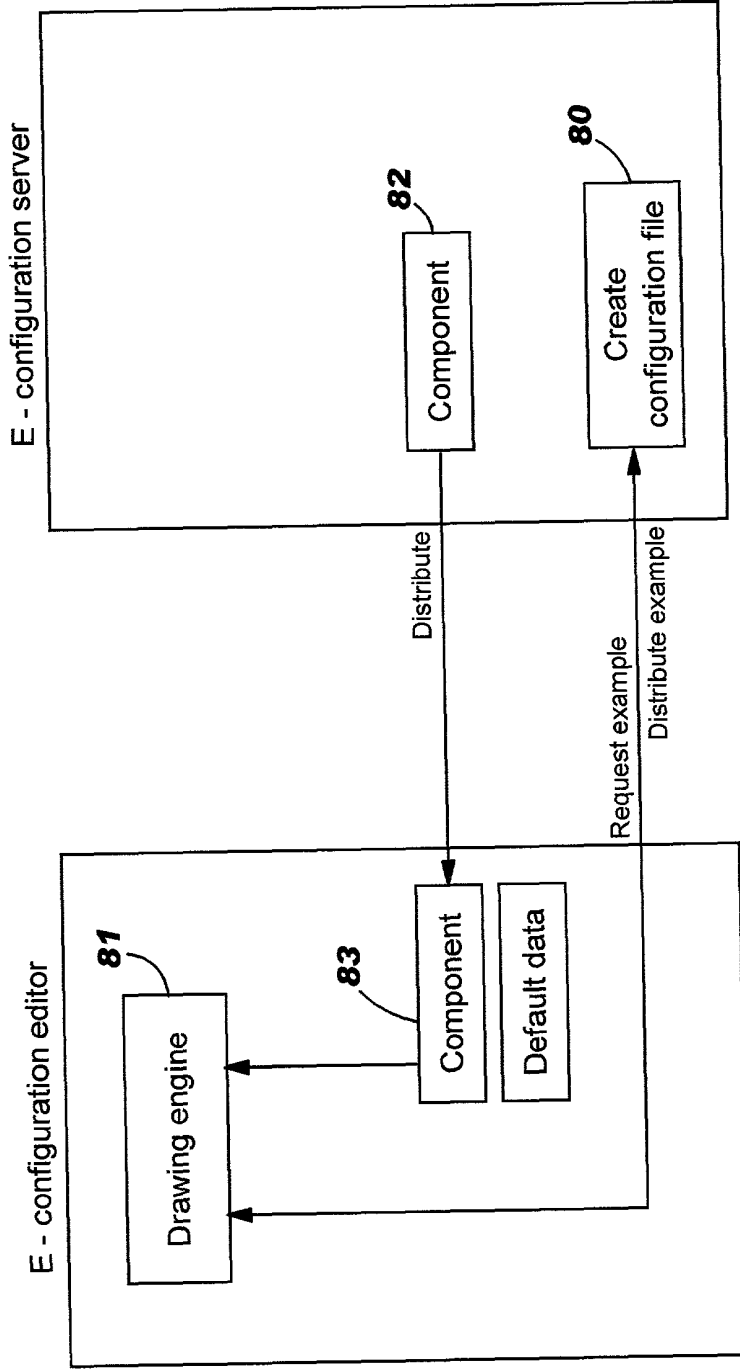 E - configuration editor
81
Drawing engine
83
Component
Default data
Distribute
Request example
Distribute example
E - configuration server
82
Component
80
Create
configuration file